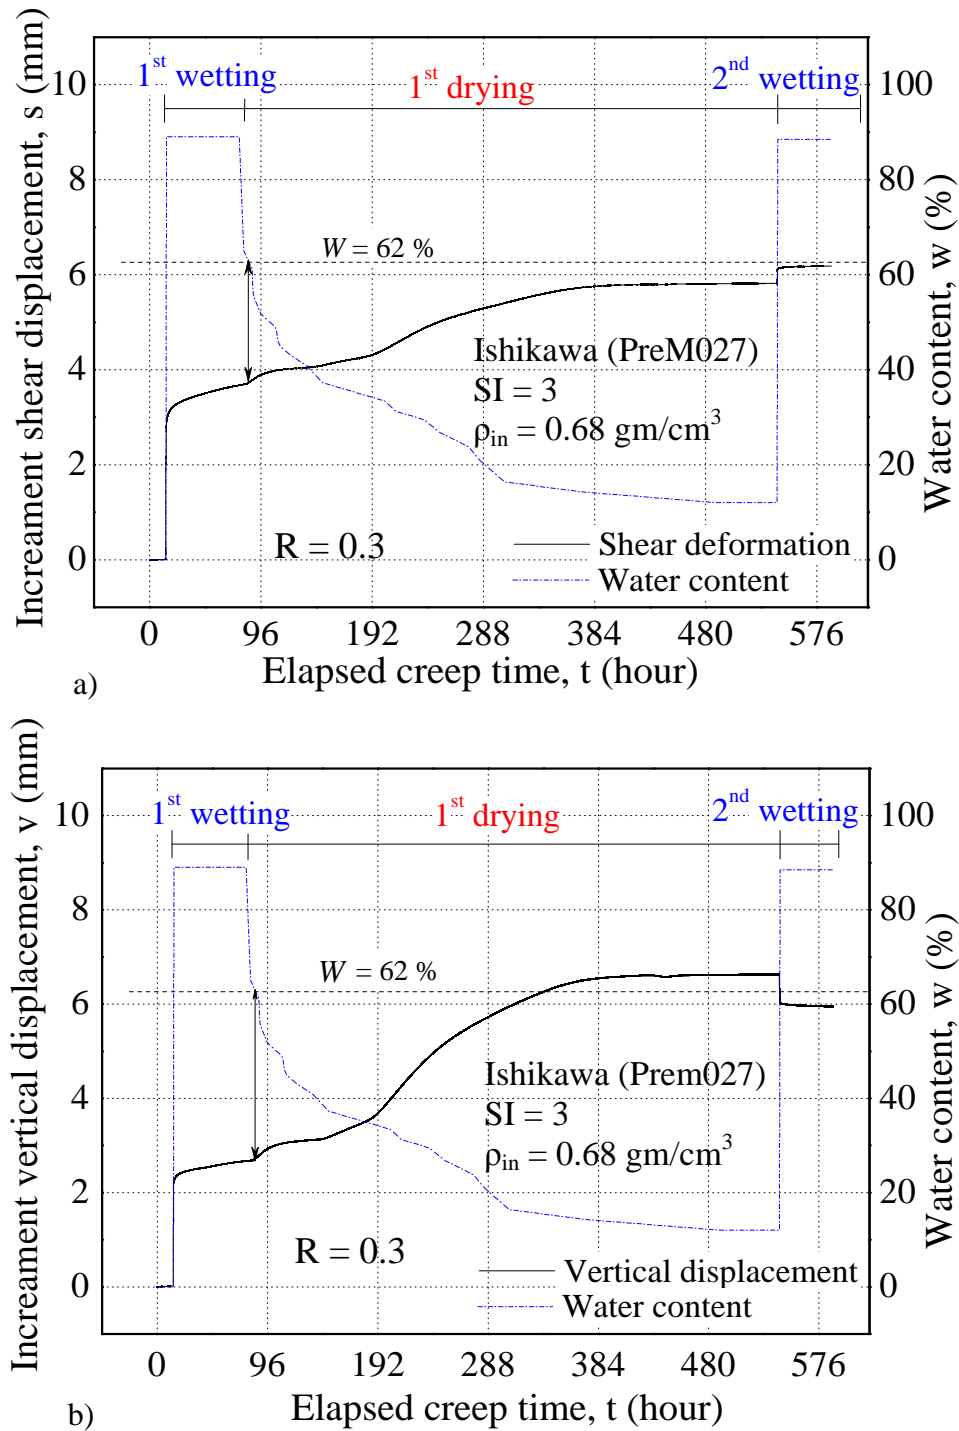 Increament shear displacement, s (mm)
1st wetting
1st drying
2nd wetting
10
8
6
4
2
0
100
80
60
40
20
0
W = 62 %
Ishikawa (PreM027)
SI = 3
ρin = 0.68 gm/cm3
R = 0.3
Shear deformation
Water content
Water content, w (%)
0 96 192 288 384 480 576
Elapsed creep time, t (hour)
a)
Increament vertical displacement, v (mm)
1st wetting
1st drying
2nd wetting
10
8
6
4
2
0
100
80
60
40
20
0
W = 62 %
Ishikawa (Prem027)
SI = 3
ρin = 0.68 gm/cm3
R = 0.3
Vertical displacement
Water content
Water content, w (%)
0 96 192 288 384 480 576
Elapsed creep time, t (hour)
b)